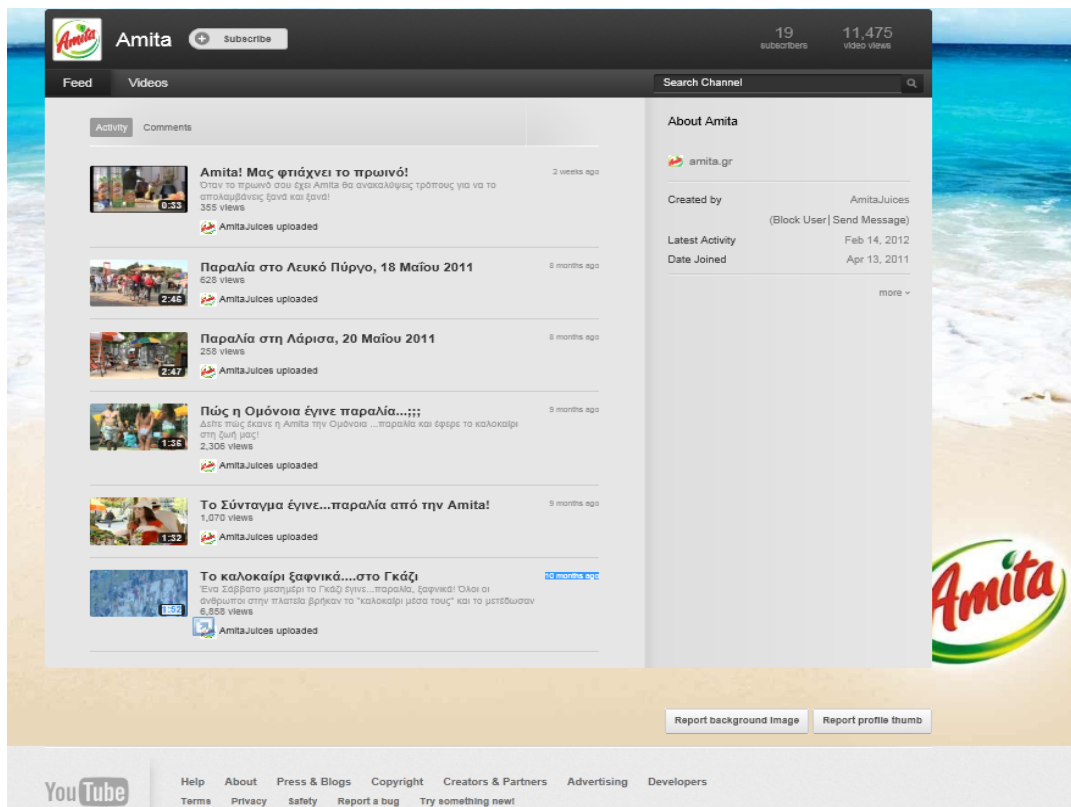 Amita
Amita
Subscribe
19
subscribers
11,475
video views
Feed
Videos
Search Channel
Activity
Comments
Amita! Μας φτιάχνει το πρωινό!
2 weeks ago
Όταν το πρωινό σου έχει Amita θα ανακαλύψεις τρόπους για να το
απολαμβάνεις ξανά και ξανά!
0:33
355 views
AmitaJuices uploaded
Παραλία στο Λευκό Πύργο, 18 Μαΐου 2011
8 months ago
628 views
2:46
AmitaJuices uploaded
Παραλία στη Λάρισα, 20 Μαΐου 2011
8 months ago
258 views
2:47
AmitaJuices uploaded
Πώς η Ομόνοια έγινε παραλία...;;;
9 months ago
Δείτε πώς έκανε η Amita την Ομόνοια ...παραλία και έφερε το καλοκαίρι
στη ζωή μας!
1:36
2,306 views
AmitaJuices uploaded
Το Σύνταγμα έγινε...παραλία από την Amita!
9 months ago
1,070 views
1:32
AmitaJuices uploaded
Το καλοκαίρι ξαφνικά....στο Γκάζι
10 months ago
Ένα Σάββατο μεσημέρι το Γκάζι έγινε...παραλία, ξαφνικά! Όλοι οι
άνθρωποι στην πλατεία βρήκαν το "καλοκαίρι μέσα τους" και το μετέδωσαν
1:52
6,858 views
AmitaJuices uploaded
About Amita
amita.gr
Created by AmitaJuices
(Block User| Send Message)
Latest Activity Feb 14, 2012
Date Joined Apr 13, 2011
more
Amita
Report background image
Report profile thumb
YouTube
Help About Press & Blogs Copyright Creators & Partners Advertising Developers
Terms Privacy Safety Report a bug Try something new!